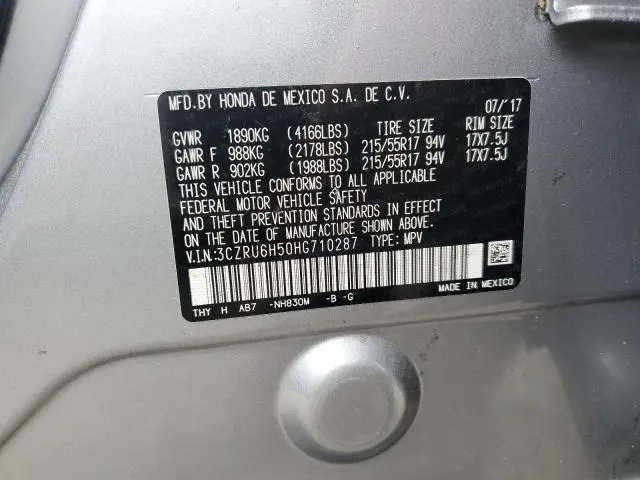 MFD.BY HONDA DE MEXICO S.A. DE C.V.
07/'17
TIRE SIZE RIM SIZE
GVWR 1890KG (4166LBS)
GAWR F 988KG (2178LBS) 215/55R17 94V 17X7.5J
GAWR R 902KG (1988LBS) 215/55R17 94V 17X7.5J
THIS VEHICLE CONFORMS TO ALL APPLICABLE
FEDERAL MOTOR VEHICLE SAFETY
AND THEFT PREVENTION STANDARDS IN EFFECT
ON THE DATE OF MANUFACTURE SHOWN ABOVE.
V.I.N:3CZRU6H50HG710287 TYPE: MPV
THY H AB7 -NH830M -B -G MADE IN MEXICO